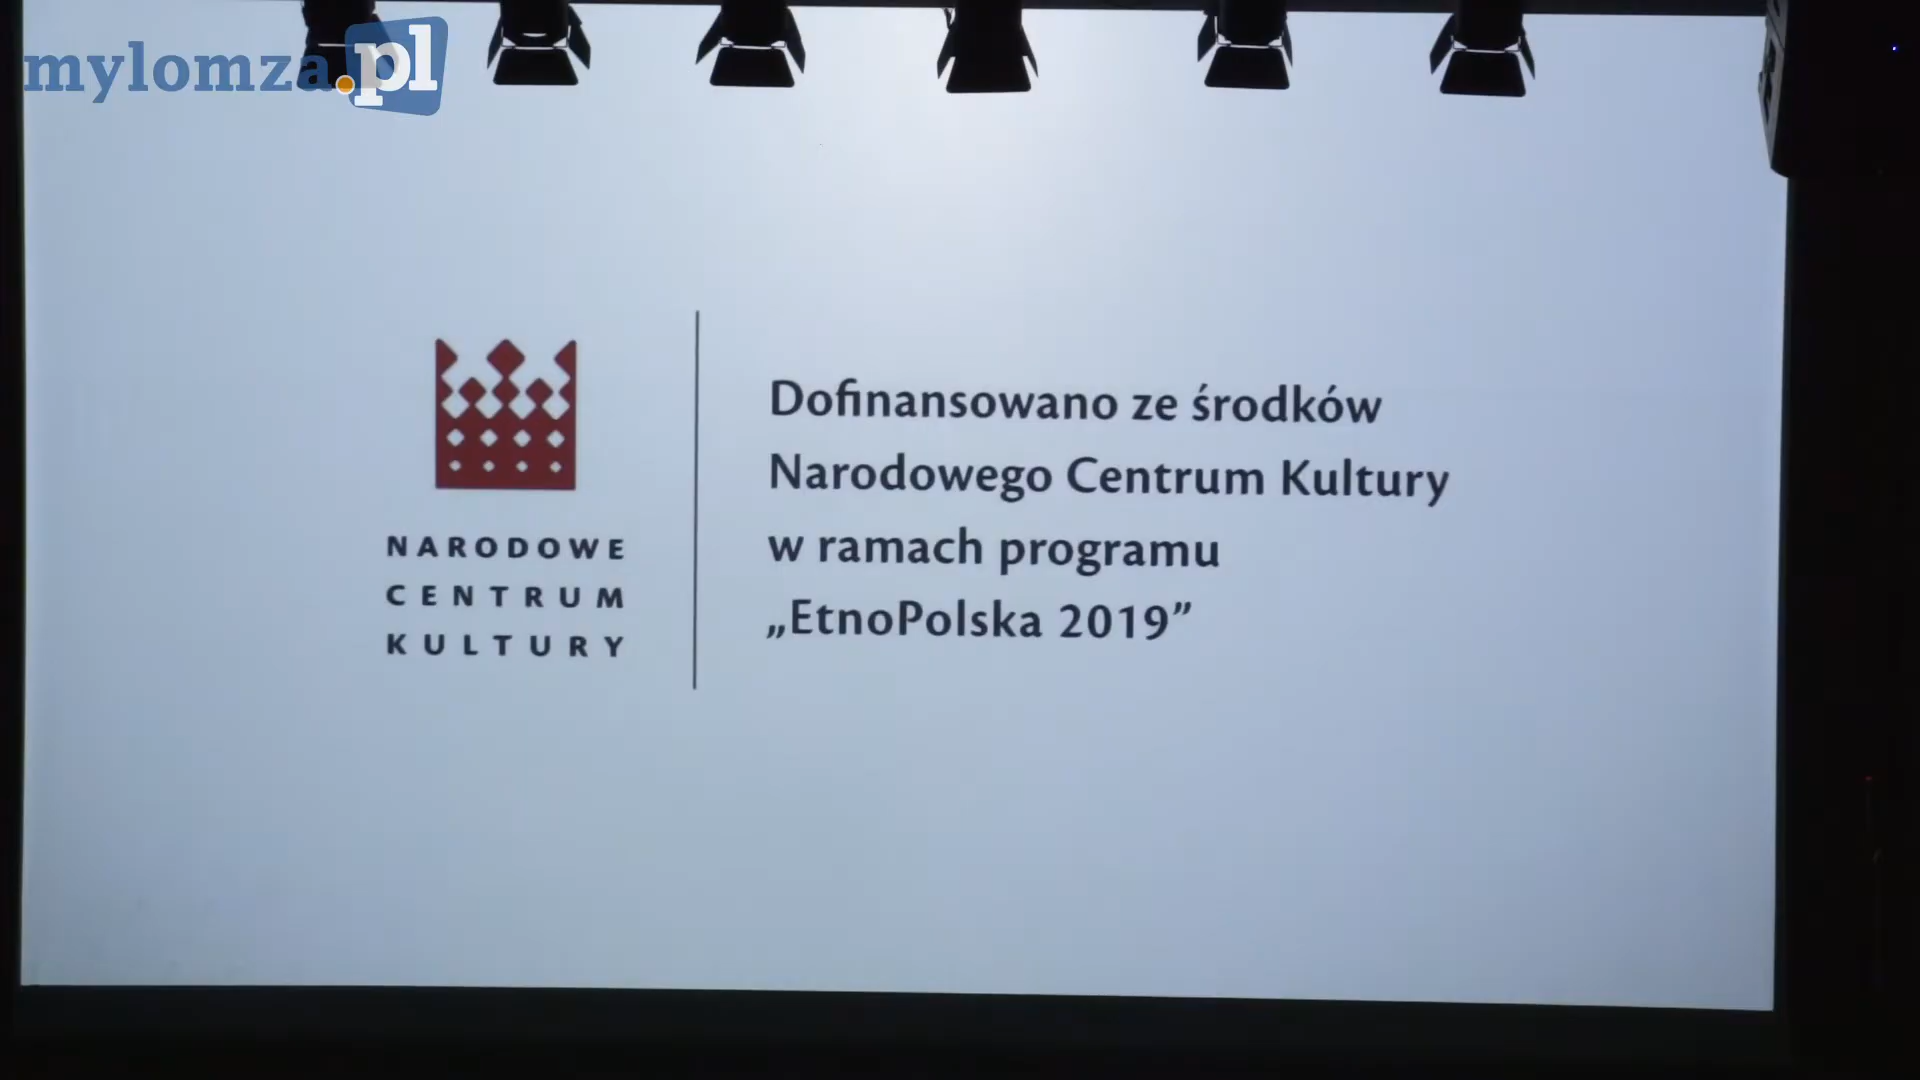 mylomza.pl
NARODOWE
CENTRUM
KULTURY
Dofinansowano ze środków
Narodowego Centrum Kultury
w ramach programu
„EtnoPolska 2019”